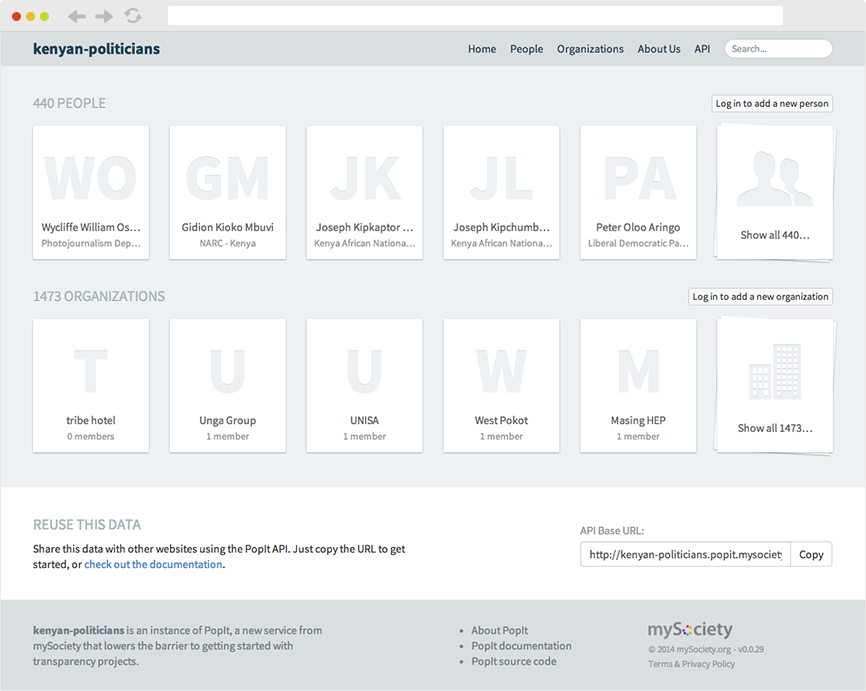 kenyan-politicians
Home People Organizations About Us API Search...
440 PEOPLE
Log in to add a new person
WO GM JK JL PA
Wycliffe William Os... Gidion Kioko Mbuvi Joseph Kipkaptor ... Joseph Kipchumb... Peter Oloo Aringo Show all 440...
Photojournalism Dep... NARC - Kenya Kenya African Nationa... Kenya African Nationa... Liberal Democratic Pa...
1473 ORGANIZATIONS
Log in to add a new organization
T U U W M
tribe hotel Unga Group UNISA West Pokot Masing HEP Show all 1473...
0 members 1 member 1 member 1 member 1 member
REUSE THIS DATA
Share this data with other websites using the PopIt API. Just copy the URL to get
started, or check out the documentation.
API Base URL:
http://kenyan-politicians.popit.mysociety Copy
kenyan-politicians is an instance of PopIt, a new service from
mySociety that lowers the barrier to getting started with
transparency projects.
• About PopIt
• PopIt documentation
• PopIt source code
mySociety
© 2014 mySociety.org - v0.0.29
Terms & Privacy Policy